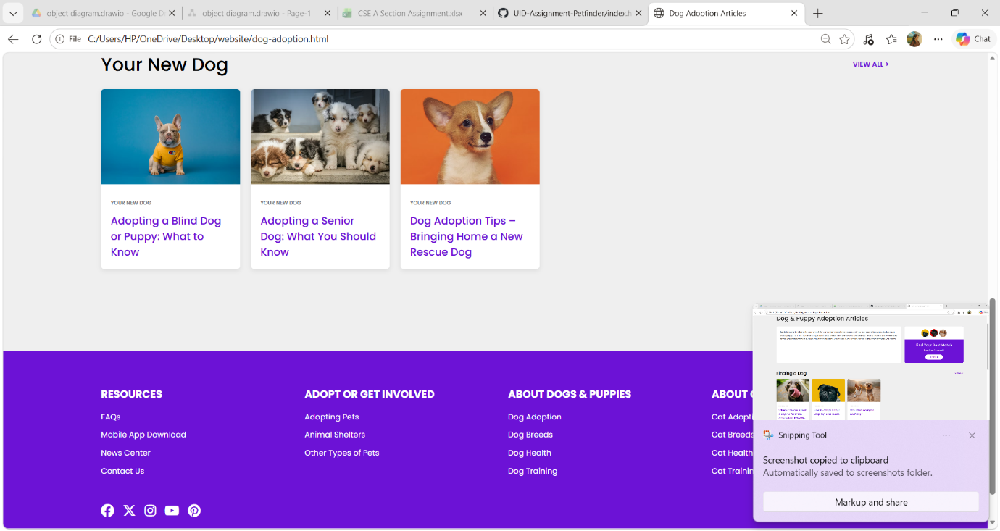 object diagram.drawio - Google D
object diagram.drawio - Page-1
CSE A Section Assignment.xlsx
UID-Assignment-Petfinder/index.h
Dog Adoption Articles
File C:/Users/HP/OneDrive/Desktop/website/dog-adoption.html
Chat
Your New Dog
VIEW ALL >
YOUR NEW DOG
Adopting a Blind Dog
or Puppy: What to
Know
YOUR NEW DOG
Adopting a Senior
Dog: What You Should
Know
YOUR NEW DOG
Dog Adoption Tips –
Bringing Home a New
Rescue Dog
Dog & Puppy Adoption Articles
Find Your Best Match
Finding a Dog
Snipping Tool
Screenshot copied to clipboard
Automatically saved to screenshots folder.
Markup and share
RESOURCES
FAQs
Mobile App Download
News Center
Contact Us
ADOPT OR GET INVOLVED
Adopting Pets
Animal Shelters
Other Types of Pets
ABOUT DOGS & PUPPIES
Dog Adoption
Dog Breeds
Dog Health
Dog Training
ABOUT
Cat Adopti
Cat Breeds
Cat Health
Cat Trainin